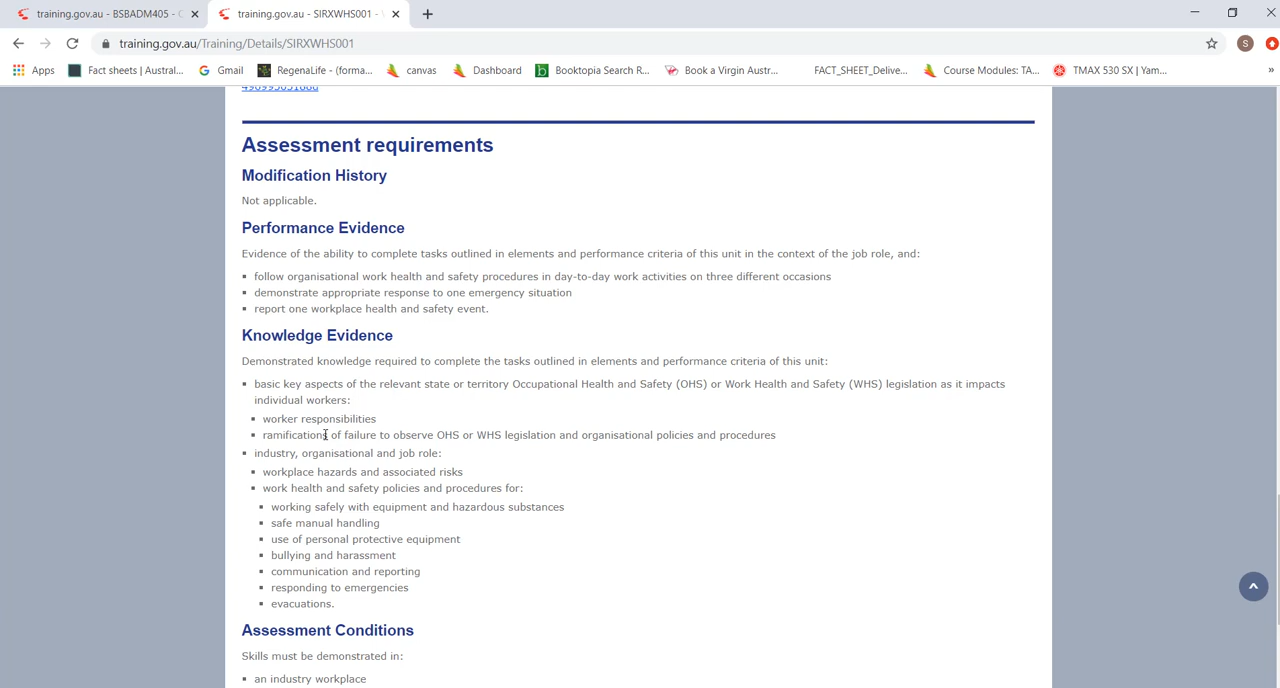 training.gov.au - BSBADM405 - C
training.gov.au - SIRXWHS001 -
training.gov.au/Training/Details/SIRXWHS001
S
Apps
Fact sheets | Austral...
Gmail
RegenaLife - (forma...
canvas
Dashboard
Booktopia Search R...
Book a Virgin Austr...
FACT_SHEET_Delive...
Course Modules: TA...
TMAX 530 SX | Yam...
»
Assessment requirements
Modification History
Not applicable.
Performance Evidence
Evidence of the ability to complete tasks outlined in elements and performance criteria of this unit in the context of the job role, and:
follow organisational work health and safety procedures in day-to-day work activities on three different occasions
demonstrate appropriate response to one emergency situation
report one workplace health and safety event.
Knowledge Evidence
Demonstrated knowledge required to complete the tasks outlined in elements and performance criteria of this unit:
basic key aspects of the relevant state or territory Occupational Health and Safety (OHS) or Work Health and Safety (WHS) legislation as it impacts
individual workers:
worker responsibilities
ramifications of failure to observe OHS or WHS legislation and organisational policies and procedures
industry, organisational and job role:
workplace hazards and associated risks
work health and safety policies and procedures for:
working safely with equipment and hazardous substances
safe manual handling
use of personal protective equipment
bullying and harassment
communication and reporting
responding to emergencies
evacuations.
Assessment Conditions
Skills must be demonstrated in:
an industry workplace